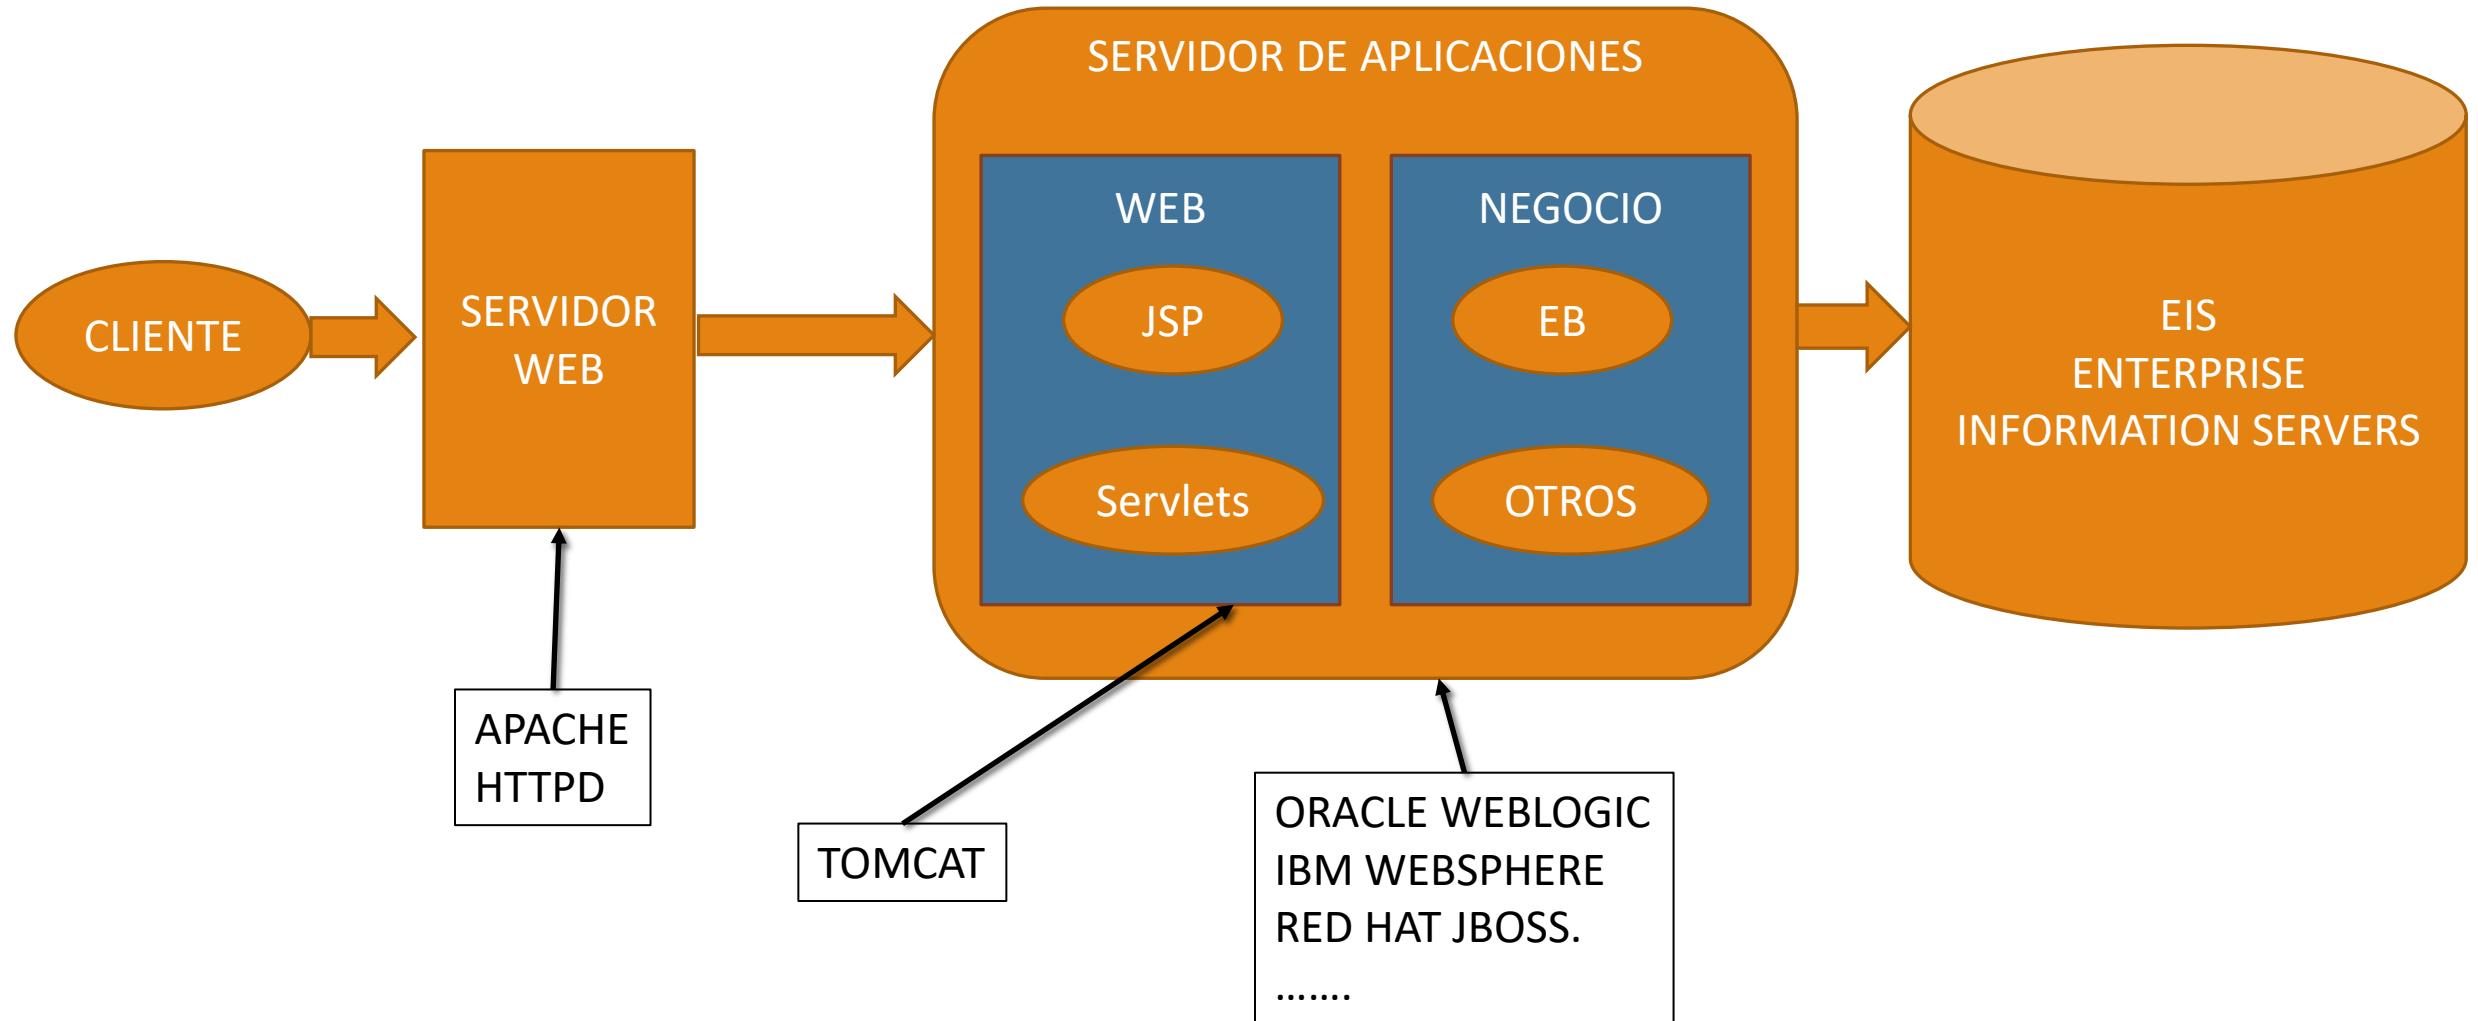 SERVIDOR DE APLICACIONES
CLIENTE
SERVIDOR
WEB
WEB
JSP
Servlets
NEGOCIO
EB
OTROS
EIS
ENTERPRISE
INFORMATION SERVERS
APACHE
HTTPD
TOMCAT
ORACLE WEBLOGIC
IBM WEBSPHERE
RED HAT JBOSS.
.......